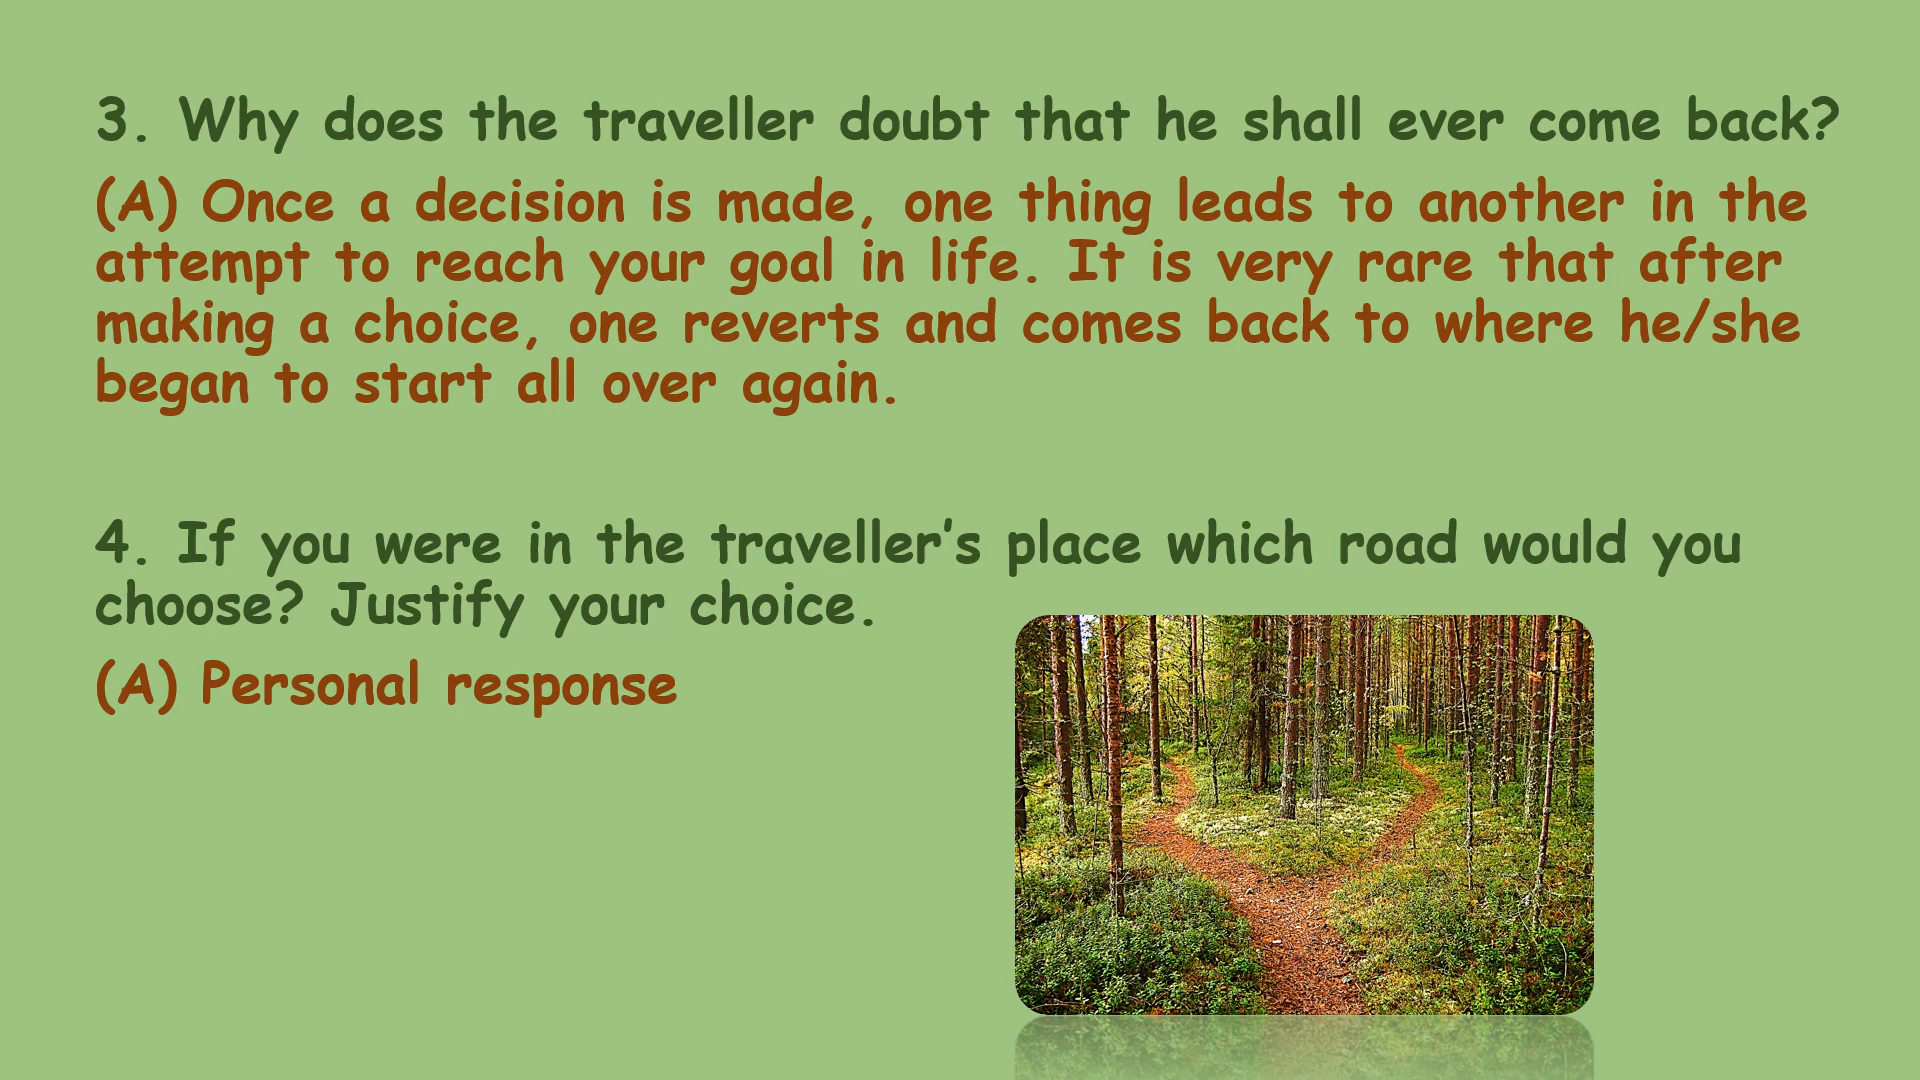 3. Why does the traveller doubt that he shall ever come back?
(A) Once a decision is made, one thing leads to another in the
attempt to reach your goal in life. It is very rare that after
making a choice, one reverts and comes back to where he/she
began to start all over again.
4. If you were in the traveller’s place which road would you
choose? Justify your choice.
(A) Personal response